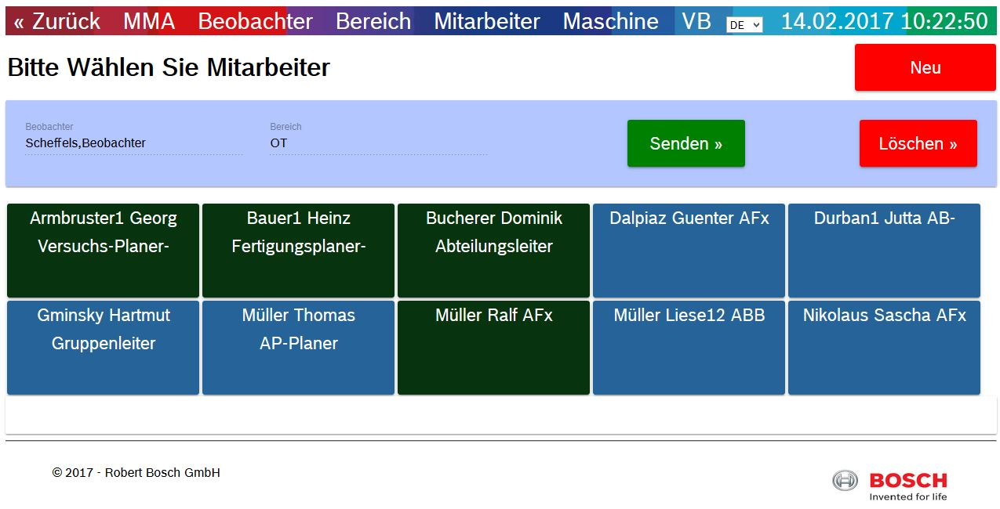 « Zurück MMA Beobachter Bereich Mitarbeiter Maschine VB DE 14.02.2017 10:22:50
Bitte Wählen Sie Mitarbeiter
Neu
Beobachter
Scheffels,Beobachter
Bereich
OT
Senden »
Löschen »
Armbruster1 Georg
Versuchs-Planer-
Bauer1 Heinz
Fertigungsplaner-
Bucherer Dominik
Abteilungsleiter
Dalpiaz Guenter AFx
Durban1 Jutta AB-
Gminsky Hartmut
Gruppenleiter
Müller Thomas
AP-Planer
Müller Ralf AFx
Müller Liese12 ABB
Nikolaus Sascha AFx
© 2017 - Robert Bosch GmbH
BOSCH
Invented for life